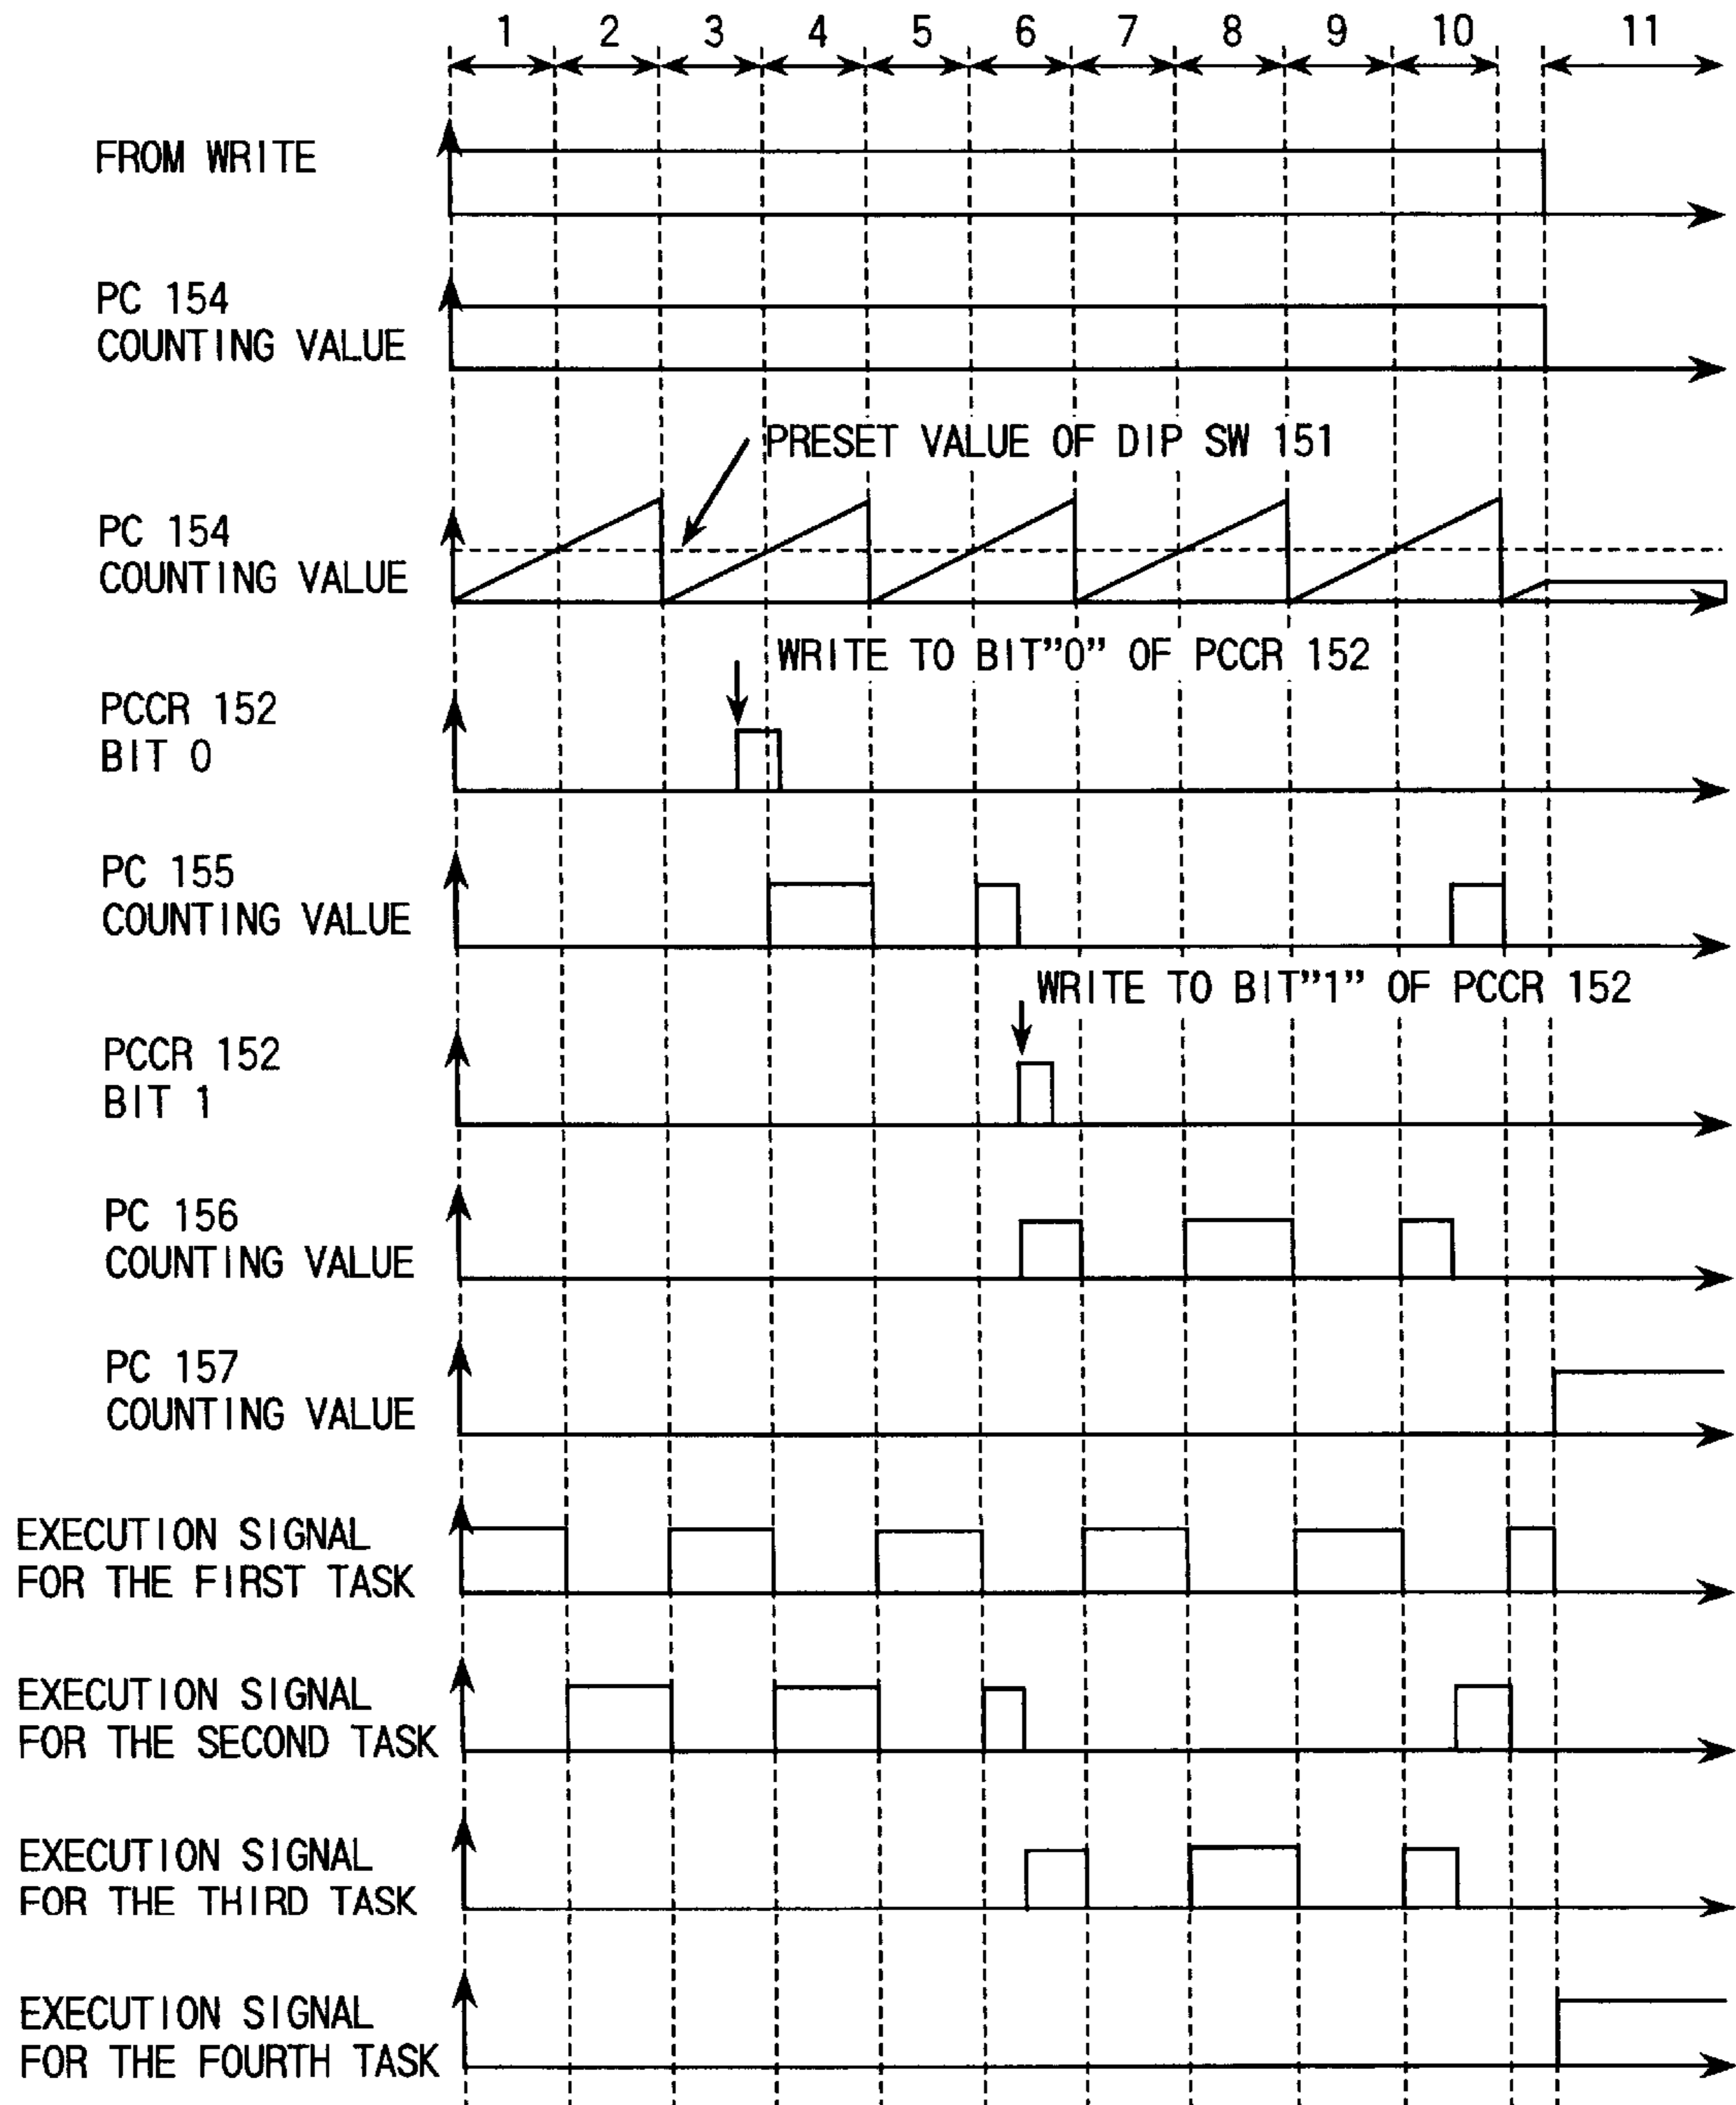 1 2 3 4 5 6 7 8 9 10 11
FROM WRITE
PC 154
COUNTING VALUE
PRESET VALUE OF DIP SW 151
PC 154
COUNTING VALUE
WRITE TO BIT"0" OF PCCR 152
PCCR 152
BIT 0
PC 155
COUNTING VALUE
WRITE TO BIT"1" OF PCCR 152
PCCR 152
BIT 1
PC 156
COUNTING VALUE
PC 157
COUNTING VALUE
EXECUTION SIGNAL
FOR THE FIRST TASK
EXECUTION SIGNAL
FOR THE SECOND TASK
EXECUTION SIGNAL
FOR THE THIRD TASK
EXECUTION SIGNAL
FOR THE FOURTH TASK